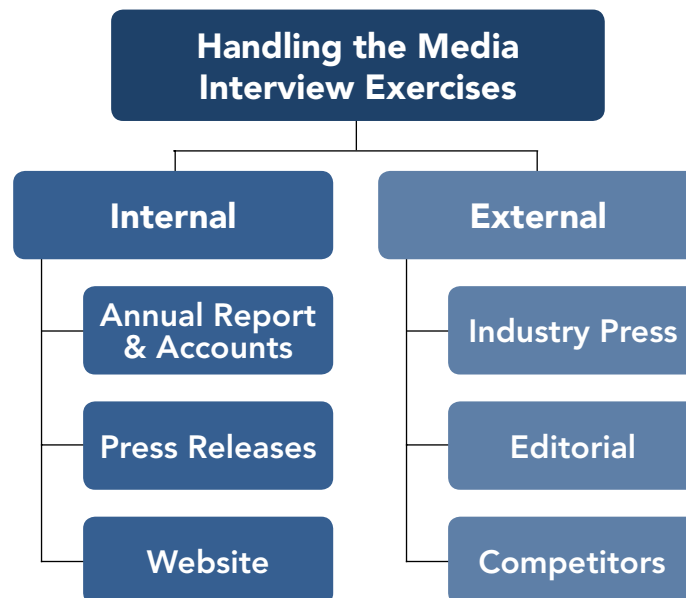 Handling the Media
Interview Exercises
Internal
External
Annual Report
& Accounts
Industry Press
Press Releases
Editorial
Website
Competitors